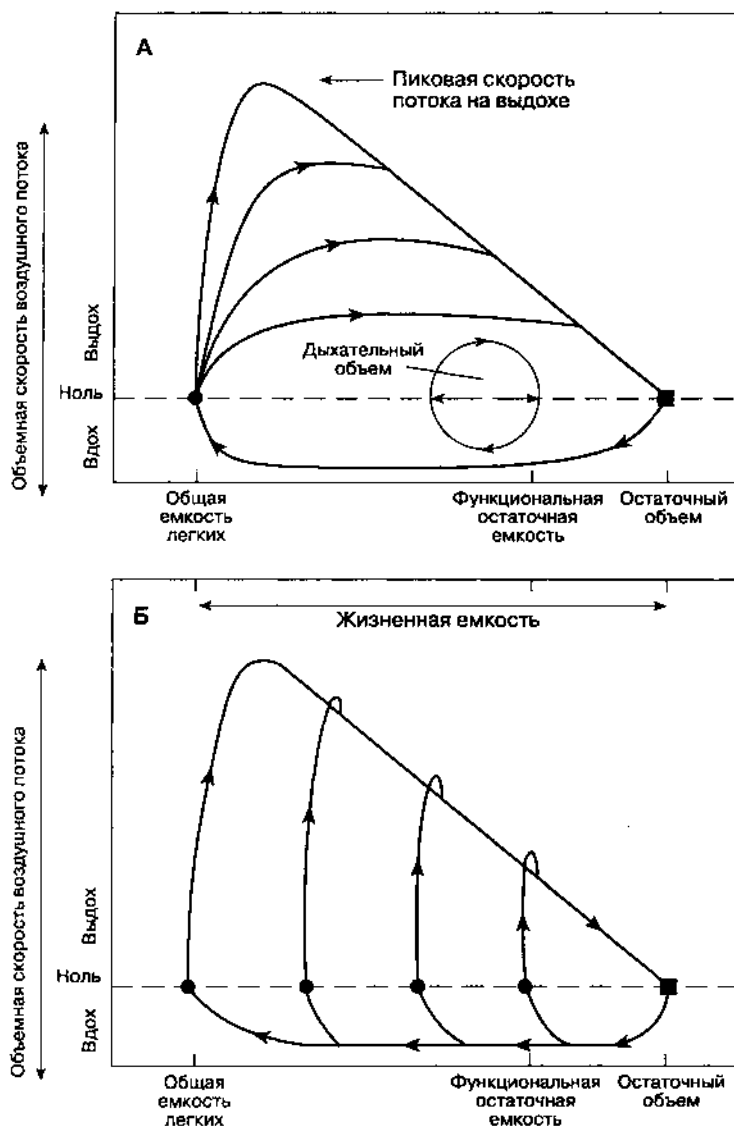 А
Пиковая скорость
потока на выдохе
Объемная скорость воздушного потока
Выдох
Дыхательный
объем
Ноль
Вдох
Общая
емкость
легких
Функциональная
остаточная
емкость
Остаточный
объем
Б
Жизненная емкость
Объемная скорость воздушного потока
Выдох
Ноль
Вдох
Общая
емкость
легких
Функциональная
остаточная
емкость
Остаточный
объем